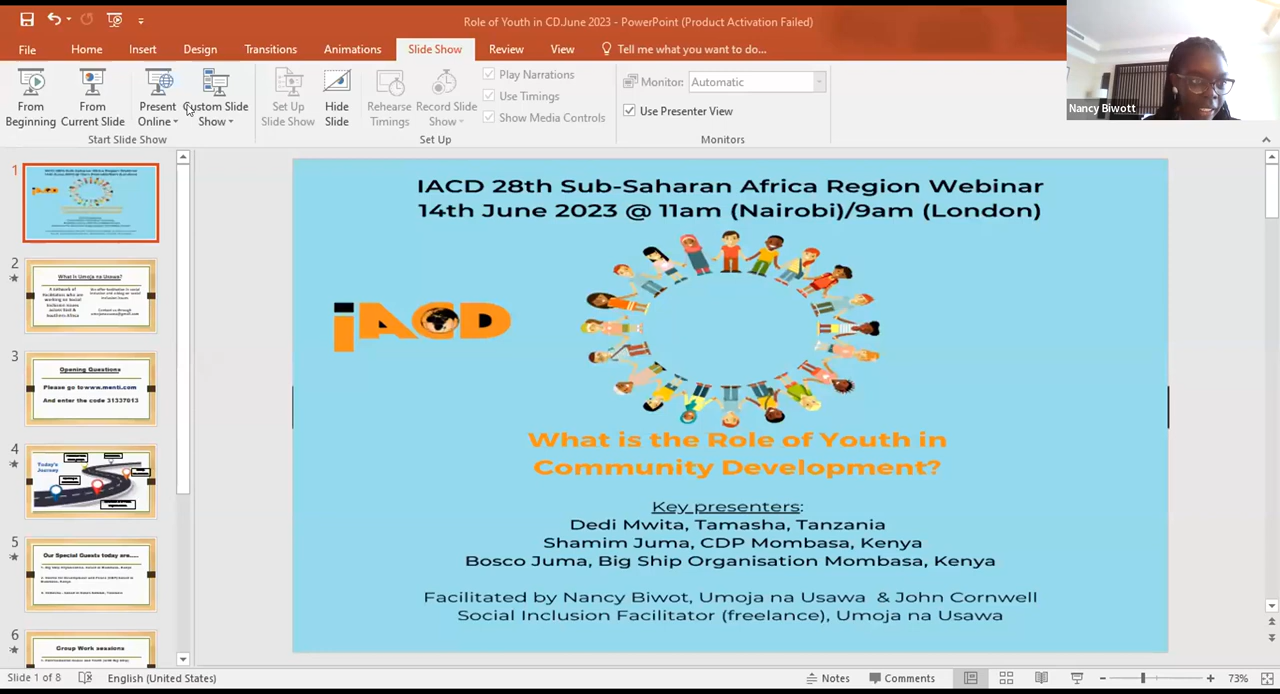 Role of Youth in CD.June 2023 - PowerPoint (Product Activation Failed)
File
Home
Insert
Design
Transitions
Animations
Slide Show
Review
View
Tell me what you want to do...
From Beginning
From Current Slide
Present Online
Custom Slide Show
Start Slide Show
Set Up Slide Show
Hide Slide
Rehearse Timings
Record Slide Show
Play Narrations
Use Timings
Show Media Controls
Set Up
Monitor:
Automatic
Use Presenter View
Monitors
Nancy Biwott
1
2
What is Umoja na Usawa?
3
Opening Questions
Please go to www.menti.com
And enter the code 31337013
4
Today's
Journey
5
Our Special Guests today are.....
6
Group Work sessions
IACD 28th Sub-Saharan Africa Region Webinar
14th June 2023 @ 11am (Nairobi)/9am (London)
iACD
What is the Role of Youth in
Community Development?
Key presenters:
Dedi Mwita, Tamasha, Tanzania
Shamim Juma, CDP Mombasa, Kenya
Bosco Juma, Big Ship Organisation Mombasa, Kenya
Facilitated by Nancy Biwot, Umoja na Usawa & John Cornwell
Social Inclusion Facilitator (freelance), Umoja na Usawa
Slide 1 of 8
English (United States)
Notes
Comments
73%